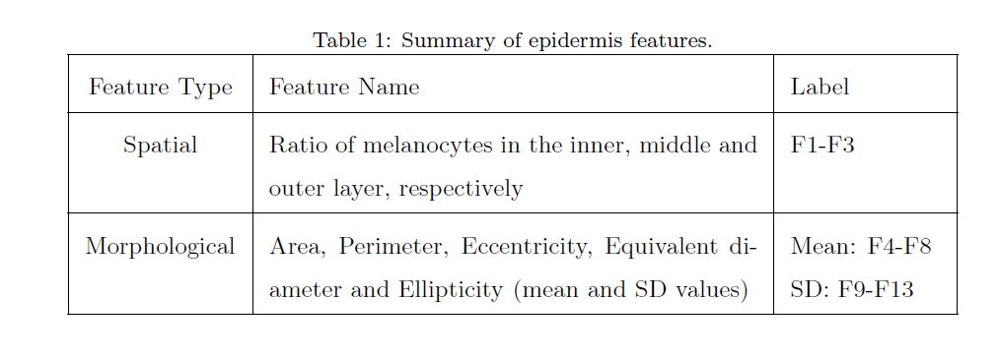 Table 1: Summary of epidermis features.
Feature Type Feature Name Label
Spatial Ratio of melanocytes in the inner, middle and F1-F3
outer layer, respectively
Morphological Area, Perimeter, Eccentricity, Equivalent di- Mean: F4-F8
ameter and Ellipticity (mean and SD values) SD: F9-F13